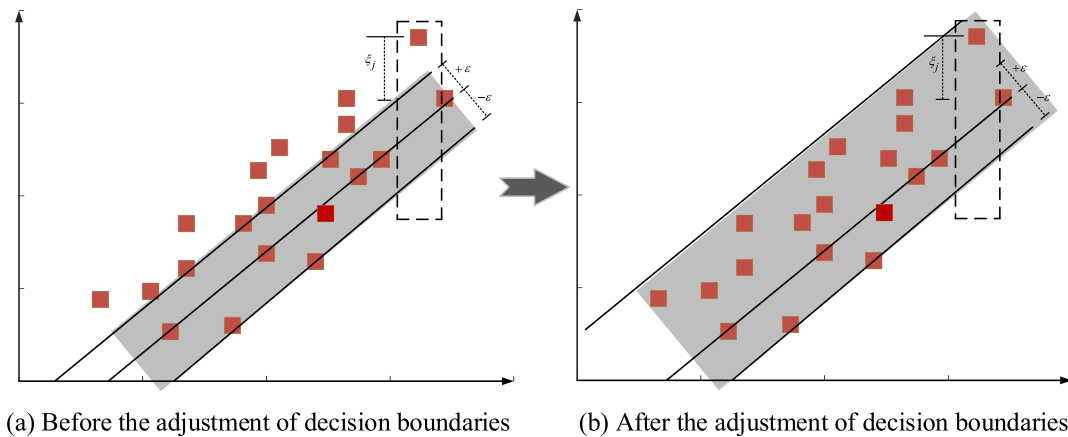 ξj
+ε
-ε
ξj
+ε
-ε
(a) Before the adjustment of decision boundaries
(b) After the adjustment of decision boundaries